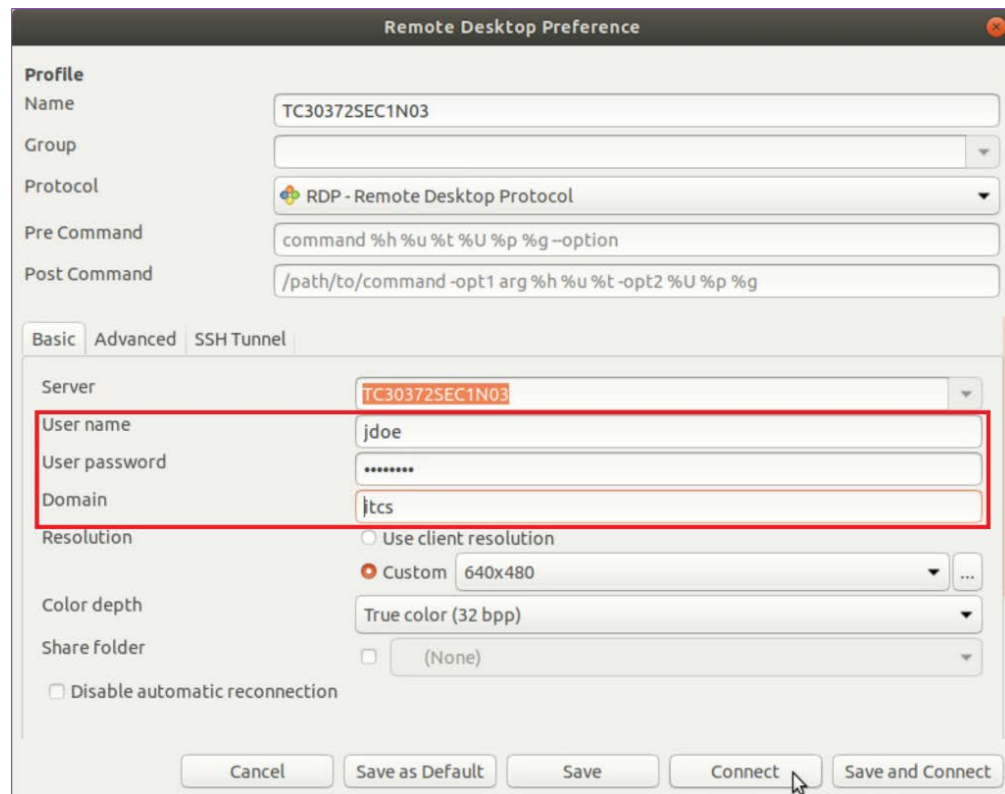 Remote Desktop Preference
Profile
Name TC30372SEC1N03
Group
Protocol RDP - Remote Desktop Protocol
Pre Command command %h %u %t %U %p %g --option
Post Command /path/to/command -opt1 arg %h %u %t -opt2 %U %p %g
Basic Advanced SSH Tunnel
Server TC30372SEC1N03
User name jdoe
User password ••••••••
Domain itcs
Resolution Use client resolution
Custom 640x480 ...
Color depth True color (32 bpp)
Share folder (None)
Disable automatic reconnection
Cancel Save as Default Save Connect Save and Connect